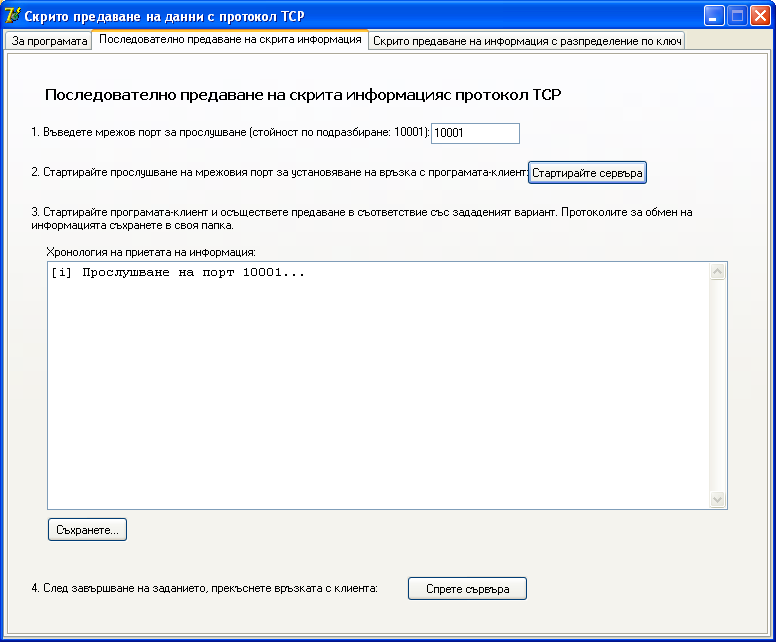 Скрито предаване на данни с протокол TCP
За програмата
Последователно предаване на скрита информация
Скрито предаване на информация с разпределение по ключ
Последователно предаване на скрита информацияс протокол TCP
1. Въведете мрежов порт за прослушване (стойност по подразбиране: 10001): 10001
2. Стартирайте прослушване на мрежовия порт за установяване на връзка с програмата-клиент: Стартирайте сервъра
3. Стартирайте програмата-клиент и осъществете предаване в съответствие със зададеният вариант. Протоколите за обмен на
информацията съхранете в своя папка.
Хронология на приетата на информация:
[i] Прослушване на порт 10001...
Съхранете...
4. След завършване на заданието, прекъснете връзката с клиента: Спрете сървъра